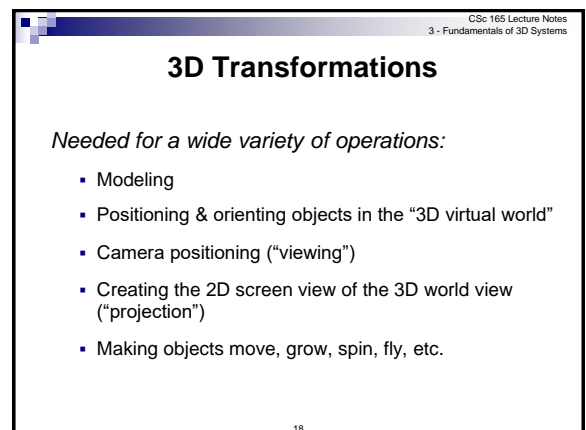 CSc 165 Lecture Notes
3 - Fundamentals of 3D Systems
3D Transformations
Needed for a wide variety of operations:
▪ Modeling
▪ Positioning & orienting objects in the “3D virtual world”
▪ Camera positioning (“viewing”)
▪ Creating the 2D screen view of the 3D world view
(“projection”)
▪ Making objects move, grow, spin, fly, etc.
18